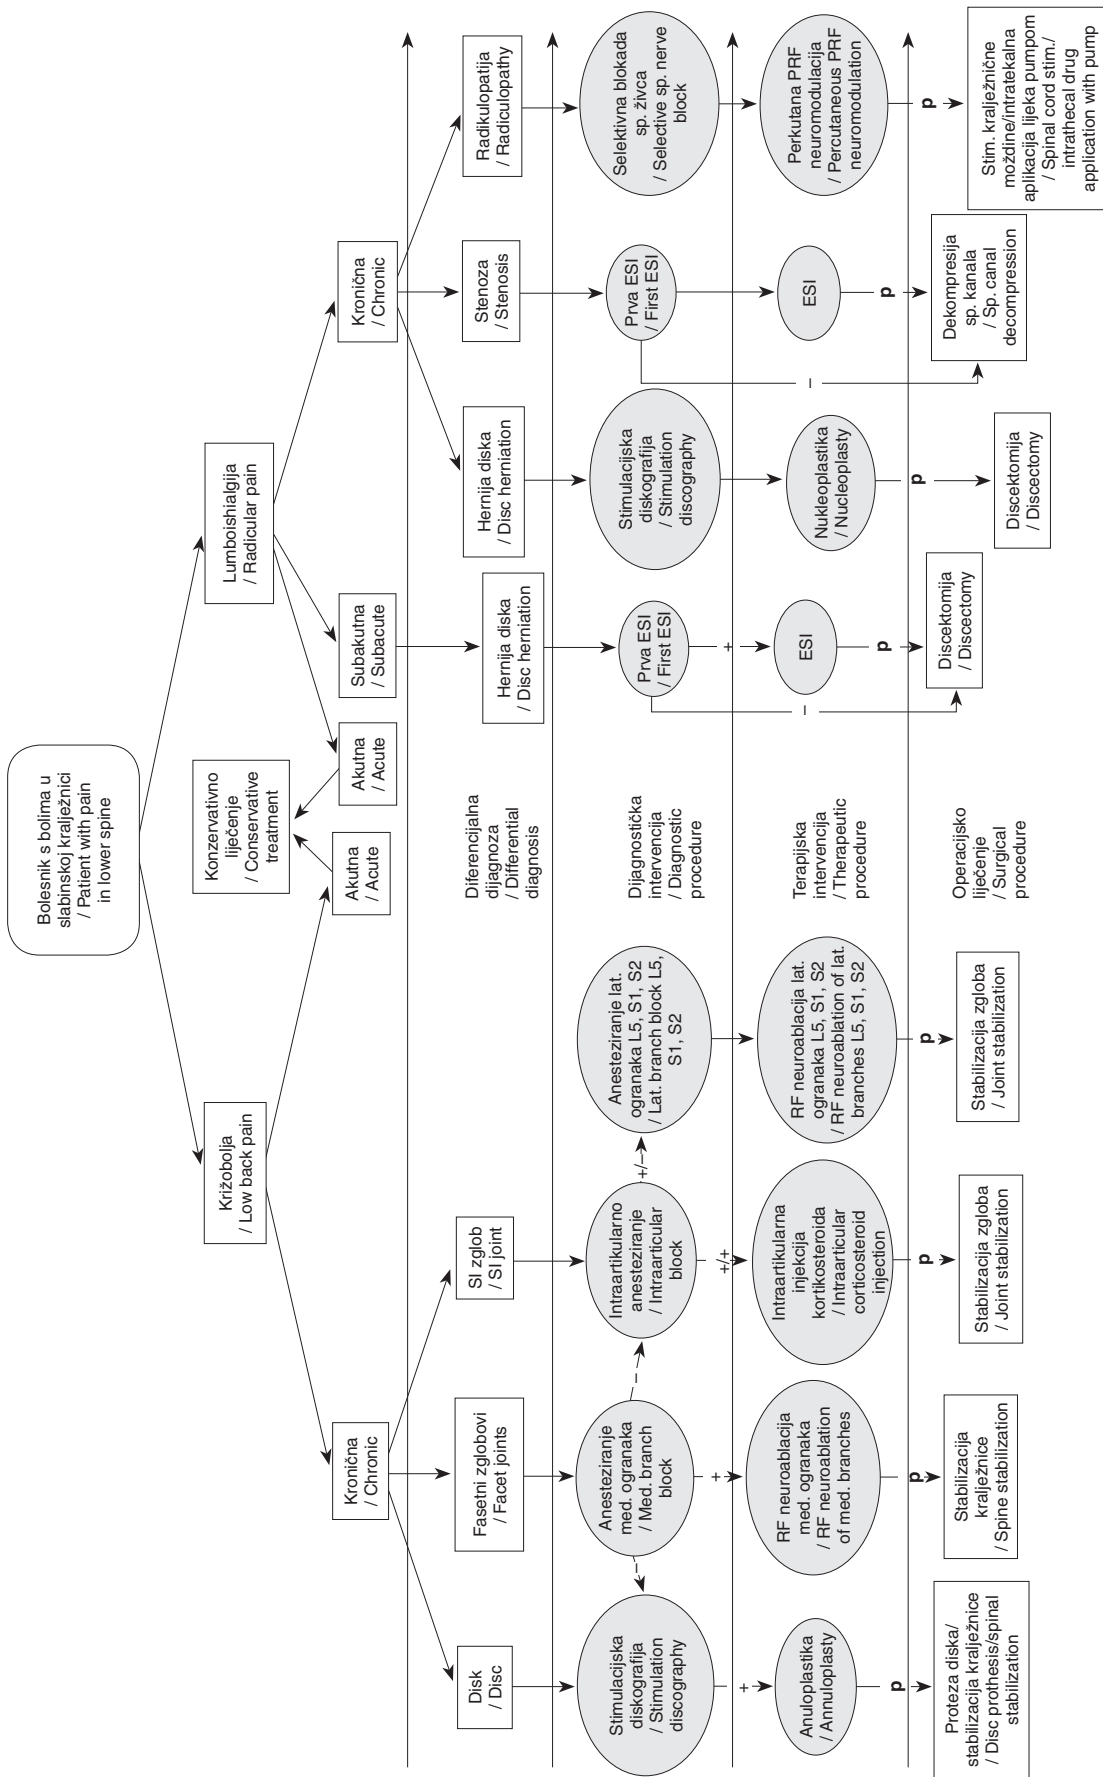 Bolesnik s bolima u
slabinskoj kralježnici
/ Patient with pain
in lower spine
Križobolja
/ Low back pain
Konzervativno
liječenje /
Conservative
treatment
Lumboishialgija
/ Radicular pain
Kronična
/ Chronic
Akutna
/ Acute
Akutna
/ Acute
Subakutna
/ Subacute
Kronična
/ Chronic
Disk
/ Disc
Fasetni zglobovi
/ Facet joints
SI zglob
/ SI joint
Diferencijalna
dijagnoza
/ Differential
diagnosis
Hernija diska
/ Disc herniation
Hernija diska
/ Disc herniation
Stenoza
/ Stenosis
Radikulopatija
/ Radiculopathy
Stimulacijska
diskografija
/ Stimulation
discography
–
Anesteziranje
med. ogranaka
/ Med. branch
block
–
Intraartikularno
anesteziranje
/ Intraarticular
block
+/–
Anesteziranje lat.
ogranaka L5, S1, S2
/ Lat. branch block L5,
S1, S2
Dijagnostička
intervencija
/ Diagnostic
procedure
Prva ESI
/ First ESI
Stimulacijska
diskografija
/ Stimulation
discography
Prva ESI
/ First ESI
Selektivna blokada
sp. živca
/ Selective sp. nerve
block
+
+
+/+
+
Anuloplastika
/ Annuloplasty
RF neuroablacija
med. ogranaka
/ RF neuroablation
of med. branches
Intraartikularna
injekcija
kortikosteroida
/ Intraarticular
corticosteroid
injection
RF neuroablacija lat.
ogranaka L5, S1, S2
/ RF neuroablation of lat.
branches L5, S1, S2
Terapijska
intervencija
/ Therapeutic
procedure
–
ESI
Nukleoplastika
/ Nucleoplasty
–
ESI
Perkutana PRF
neuromodulacija
/ Percutaneous PRF
neuromodulation
p
p
p
p
p
p
p
p
Proteza diska/
stabilizacija kralježnice
/ Disc prothesis/spinal
stabilization
Stabilizacija
kralježnice
/ Spine stabilization
Stabilizacija zgloba
/ Joint stabilization
Stabilizacija zgloba
/ Joint stabilization
Operacijsko
liječenje
/ Surgical
procedure
Discektomija
/ Discectomy
Discektomija
/ Discectomy
Dekompresija
sp. kanala
/ Sp. canal
decompression
Stim. kralježnične
moždine/intratekalna
aplikacija lijeka pumpom
/ Spinal cord stim./
intrathecal drug
application with pump